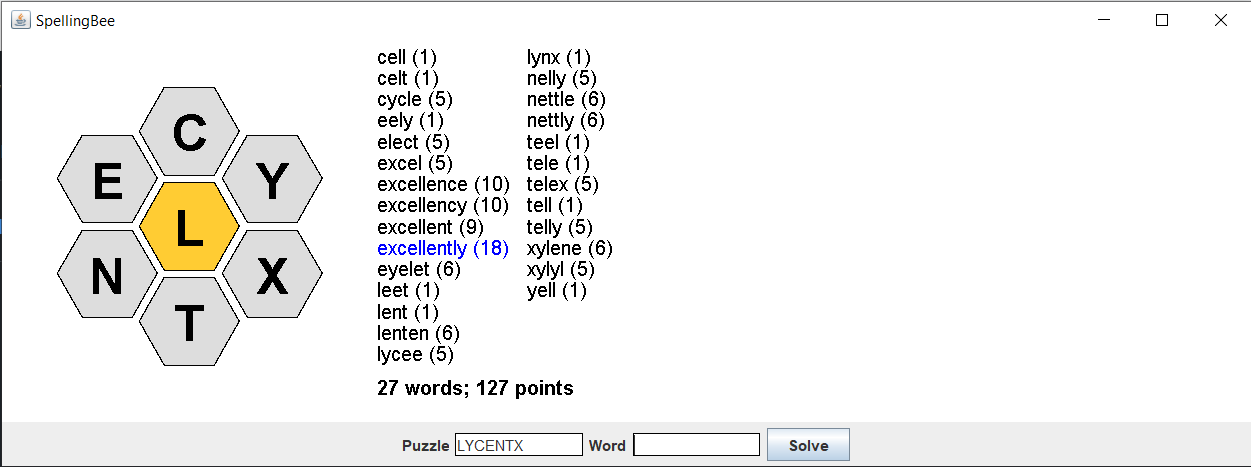 SpellingBee
C
E
Y
L
N
X
T
cell (1)
celt (1)
cycle (5)
eely (1)
elect (5)
excel (5)
excellence (10)
excellency (10)
excellent (9)
excellently (18)
eyelet (6)
leet (1)
lent (1)
lenten (6)
lycee (5)
lynx (1)
nelly (5)
nettle (6)
nettly (6)
teel (1)
tele (1)
telex (5)
tell (1)
telly (5)
xylene (6)
xylyl (5)
yell (1)
27 words; 127 points
Puzzle LYCENTX Word Solve